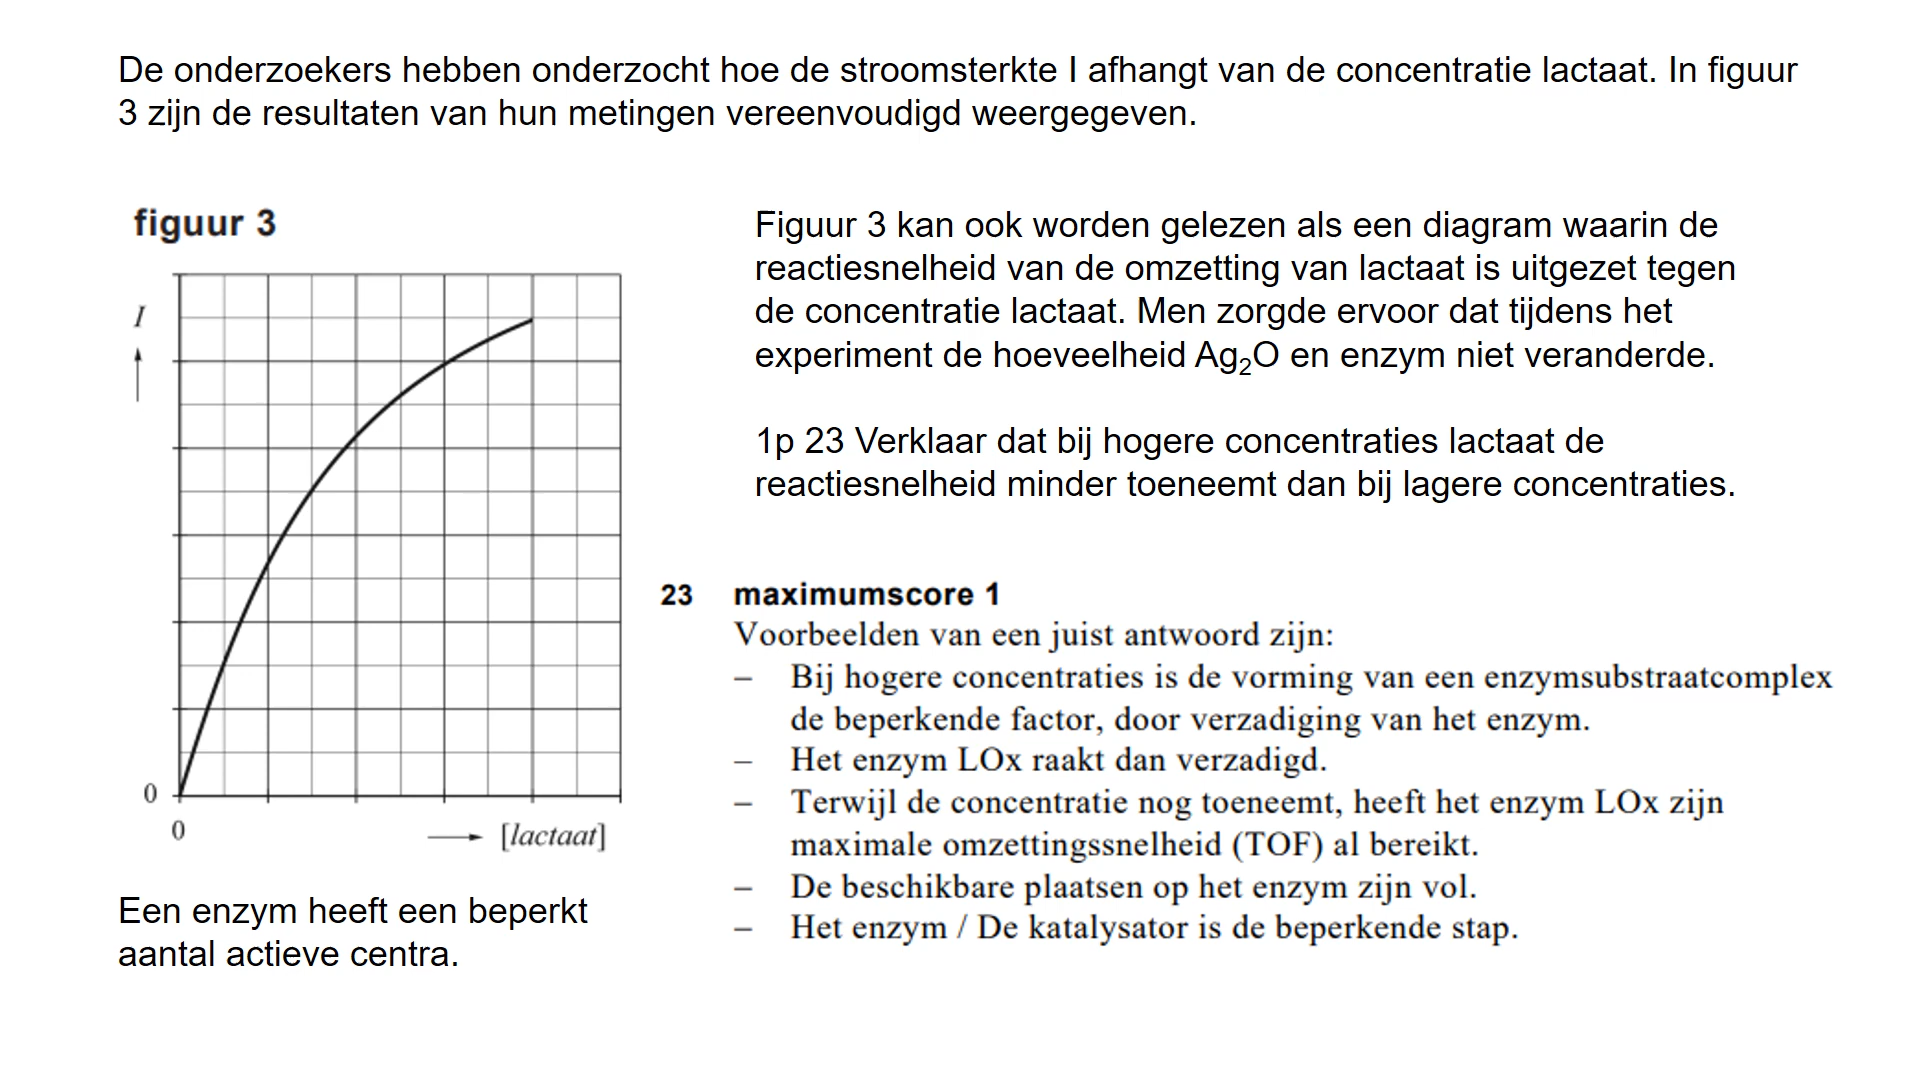 De onderzoekers hebben onderzocht hoe de stroomsterkte I afhangt van de concentratie lactaat. In figuur
3 zijn de resultaten van hun metingen vereenvoudigd weergegeven.
figuur 3
I
0
0
[lactaat]
Een enzym heeft een beperkt
aantal actieve centra.
Figuur 3 kan ook worden gelezen als een diagram waarin de
reactiesnelheid van de omzetting van lactaat is uitgezet tegen
de concentratie lactaat. Men zorgde ervoor dat tijdens het
experiment de hoeveelheid Ag₂O en enzym niet veranderde.
1p 23 Verklaar dat bij hogere concentraties lactaat de
reactiesnelheid minder toeneemt dan bij lagere concentraties.
23 maximumscore 1
Voorbeelden van een juist antwoord zijn:
– Bij hogere concentraties is de vorming van een enzymsubstraatcomplex
de beperkende factor, door verzadiging van het enzym.
– Het enzym LOx raakt dan verzadigd.
– Terwijl de concentratie nog toeneemt, heeft het enzym LOx zijn
maximale omzettingssnelheid (TOF) al bereikt.
– De beschikbare plaatsen op het enzym zijn vol.
– Het enzym / De katalysator is de beperkende stap.